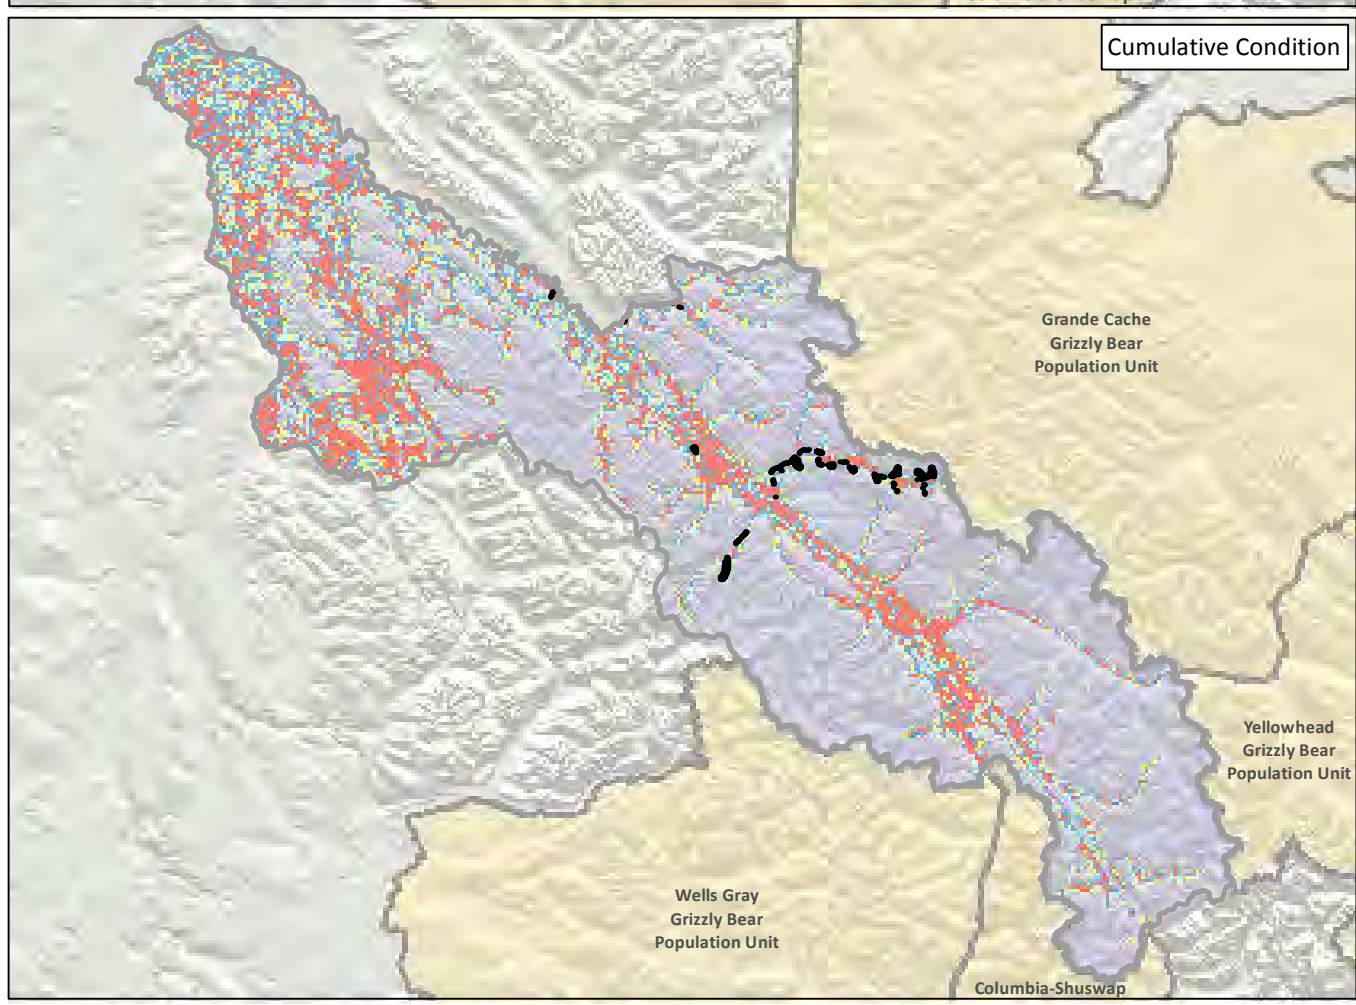 Cumulative Condition
Grande Cache
Grizzly Bear
Population Unit
Yellowhead
Grizzly Bear
Population Unit
Wells Gray
Grizzly Bear
Population Unit
Columbia-Shuswap